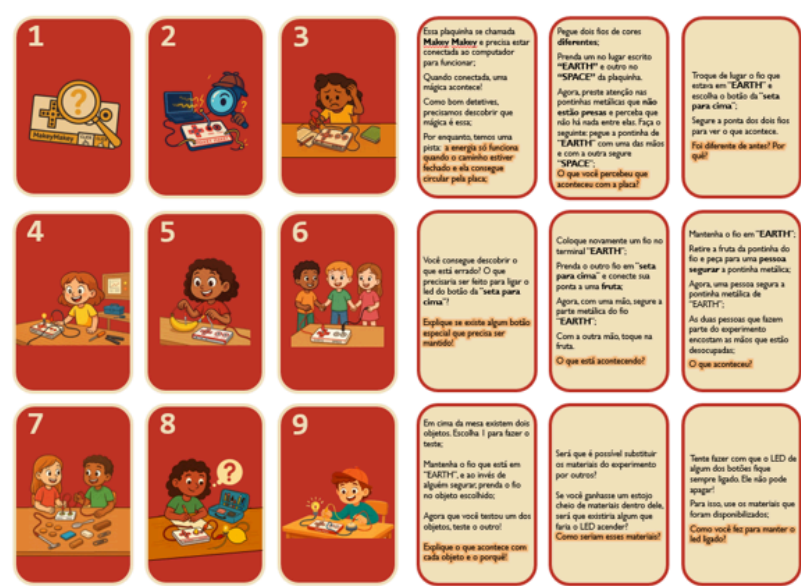 1
2
3
MakeyMakey
Essa plaquinha se chamada
Makey Makey e precisa estar
conectada ao computador
para funcionar;
Quando conectada, uma
mágica acontece!
Como bom detetives,
precisamos descobrir que
mágica é essa;
Por enquanto, temos uma
pista: a energia só funciona
quando o caminho estiver
fechado e ela consegue
circular pela placa;
Pegue dois fios de cores
diferentes;
Prenda um no lugar escrito
"EARTH" e outro no
"SPACE" da plaquinha.
Agora, preste atenção nas
pontinhas metálicas que não
estão presas e perceba que
não há nada entre elas. Faça o
seguinte: pegue a pontinha de
"EARTH" com uma das mãos
e com a outra segure
"SPACE";
O que você percebeu que
aconteceu com a placa?
Troque de lugar o fio que
estava em "EARTH" e
escolha o botão da "seta
para cima";
Segure a ponta dos dois fios
para ver o que acontece.
Foi diferente de antes? Por
quê?
4
5
6
Você consegue descobrir o
que está errado? O que
precisaria ser feito para ligar o
led do botão da "seta para
cima"?
Explique se existe algum botão
especial que precisa ser
mantido!
Coloque novamente um fio no
terminal "EARTH";
Prenda o outro fio em "seta
para cima" e conecte sua
ponta a uma fruta;
Agora, com uma mão, segure a
parte metálica do fio
"EARTH";
Com a outra mão, toque na
fruta.
O que está acontecendo?
Mantenha o fio em "EARTH";
Retire a fruta da pontinha do
fio e peça para uma pessoa
segurar a pontinha metálica;
Agora, uma pessoa segura a
pontinha metálica de
"EARTH";
As duas pessoas que fazem
parte do experimento
encostam as mãos que estão
desocupadas;
O que aconteceu?
7
8
9
?
Em cima da mesa existem dois
objetos. Escolha 1 para fazer o
teste;
Mantenha o fio que está em
"EARTH", e ao invés de
alguém segurar, prenda o fio
no objeto escolhido;
Agora que você testou um dos
objetos, teste o outro!
Explique o que acontece com
cada objeto e o porquê!
Será que é possível substituir
os materiais do experimento
por outros?
Se você ganhasse um estojo
cheio de materiais dentro dele,
será que existiria algum que
faria o LED acender?
Como seriam esses materiais?
Tente fazer com que o LED de
algum dos botões fique
sempre ligado. Ele não pode
apagar!
Para isso, use os materiais que
foram disponibilizados;
Como você fez para manter o
led ligado?